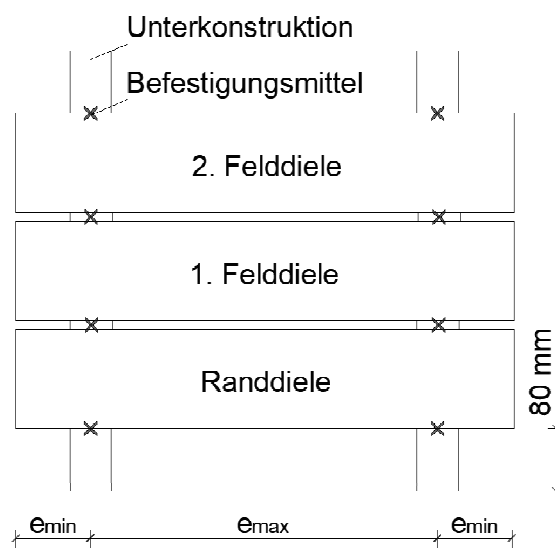 Unterkonstruktion
Befestigungsmittel
2. Felddiele
1. Felddiele
Randdiele
80 mm
emin emax emin